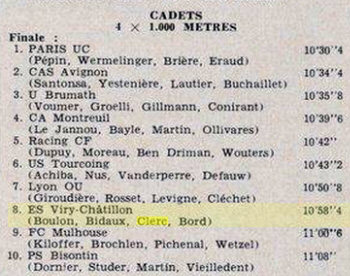 CADETS
4 × 1.000 METRES
Finale :
1. PARIS UC 10'30"4
(Pépin, Wermelinger, Brière, Eraud)
2. CAS Avignon 10'34"4
(Santonsa, Yestenière, Lautier, Buchaillet)
3. U Brumath 10'35"8
(Voumer, Groelli, Gillmann, Conirant)
4. CA Montreuil 10'39"6
(Le Jannou, Bayle, Martin, Ollivares)
5. Racing CF 10'42"
(Dupuy, Moreau, Ben Driman, Wouters)
6. US Tourcoing 10'43"2
(Achiba, Nus, Vanderperre, Defauw)
7. Lyon OU 10'50"8
(Giroudière, Rosset, Levigne, Cléchet)
8. ES Viry-Châtillon 10'58"4
(Boulon, Bidaux, Clerc, Bord)
9. FC Mulhouse 11'00"6
(Kiloffer, Brochlen, Pichenal, Wetzel)
10. PS Bisontin 11'08"
(Dornier, Studer, Martin, Vieilledent)